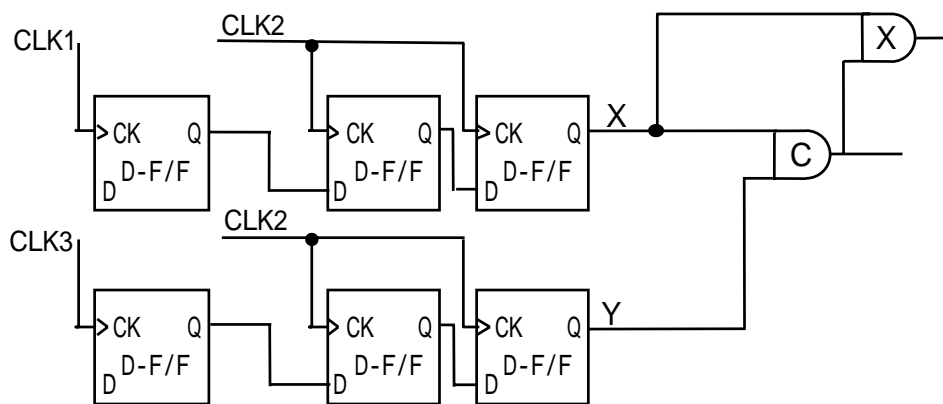 CLK1
CLK2
X
CK Q
D-F/F
D
CK Q
D-F/F
D
CK Q
D-F/F
D
X
C
CLK3
CLK2
CK Q
D-F/F
D
CK Q
D-F/F
D
CK Q
D-F/F
D
Y